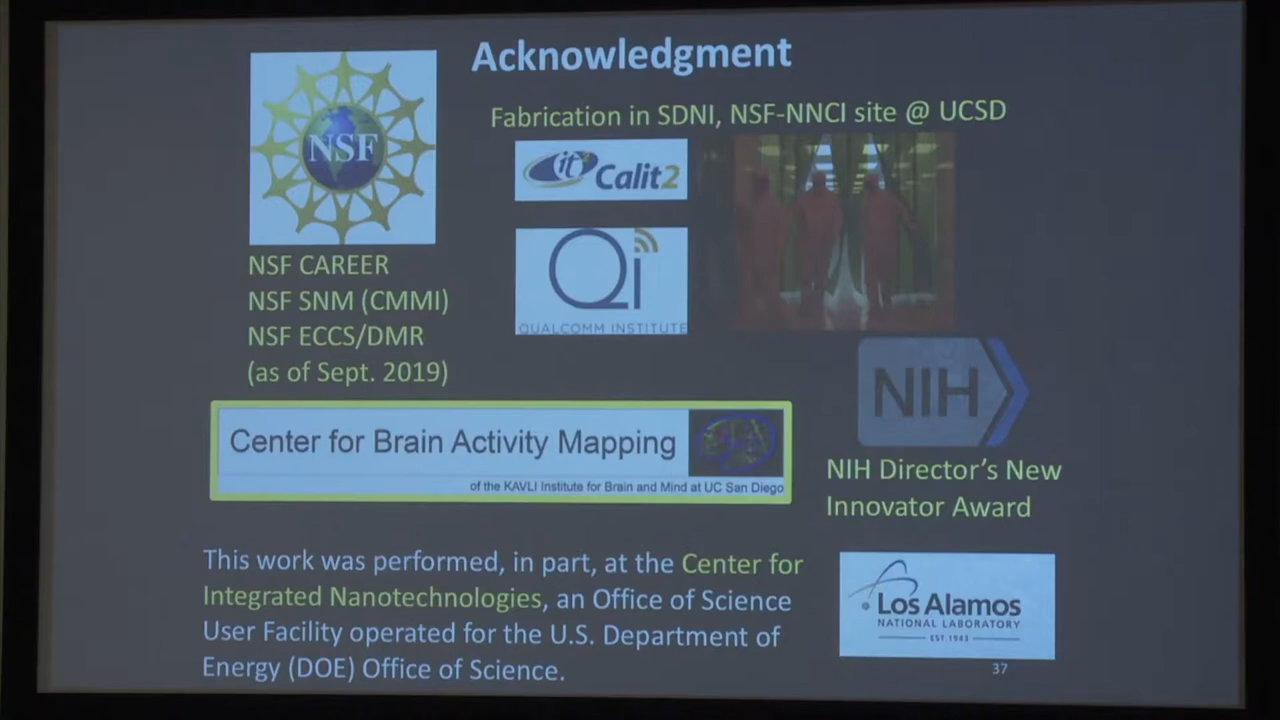 Acknowledgment
NSF
Fabrication in SDNI, NSF-NNCI site @ UCSD
it2 Calit2
Qi
QUALCOMM INSTITUTE
NSF CAREER
NSF SNM (CMMI)
NSF ECCS/DMR
(as of Sept. 2019)
NIH
Center for Brain Activity Mapping
of the KAVLI Institute for Brain and Mind at UC San Diego
NIH Director's New
Innovator Award
This work was performed, in part, at the Center for
Integrated Nanotechnologies, an Office of Science
User Facility operated for the U.S. Department of
Energy (DOE) Office of Science.
Los Alamos
NATIONAL LABORATORY
EST.1943
37